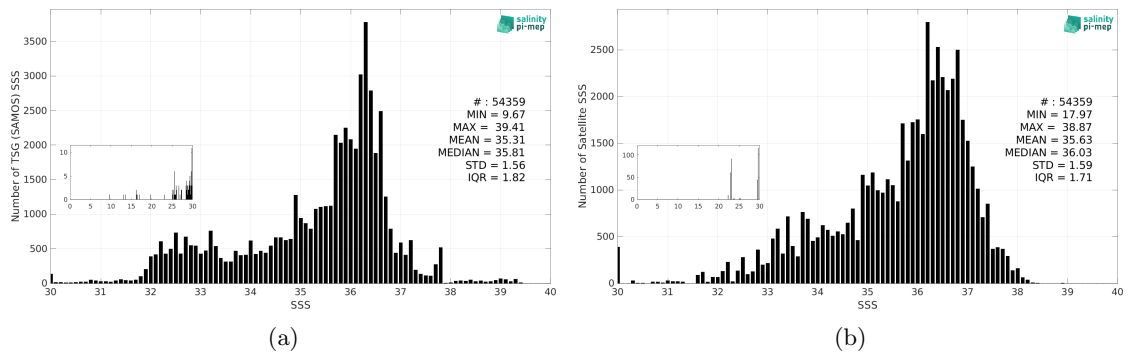 salinity
pi-mep
3500
3000
2500
2000
1500
1000
500
0
Number of TSG (SAMOS) SSS
# : 54359
MIN = 9.67
MAX = 39.41
MEAN = 35.31
MEDIAN = 35.81
STD = 1.56
IQR = 1.82
10
5
0
0 5 10 15 20 25 30
30 31 32 33 34 35 36 37 38 39 40
SSS
(a)
salinity
pi-mep
2500
2000
1500
1000
500
0
Number of Satellite SSS
# : 54359
MIN = 17.97
MAX = 38.87
MEAN = 35.63
MEDIAN = 36.03
STD = 1.59
IQR = 1.71
100
50
0
0 5 10 15 20 25 30
30 31 32 33 34 35 36 37 38 39 40
SSS
(b)